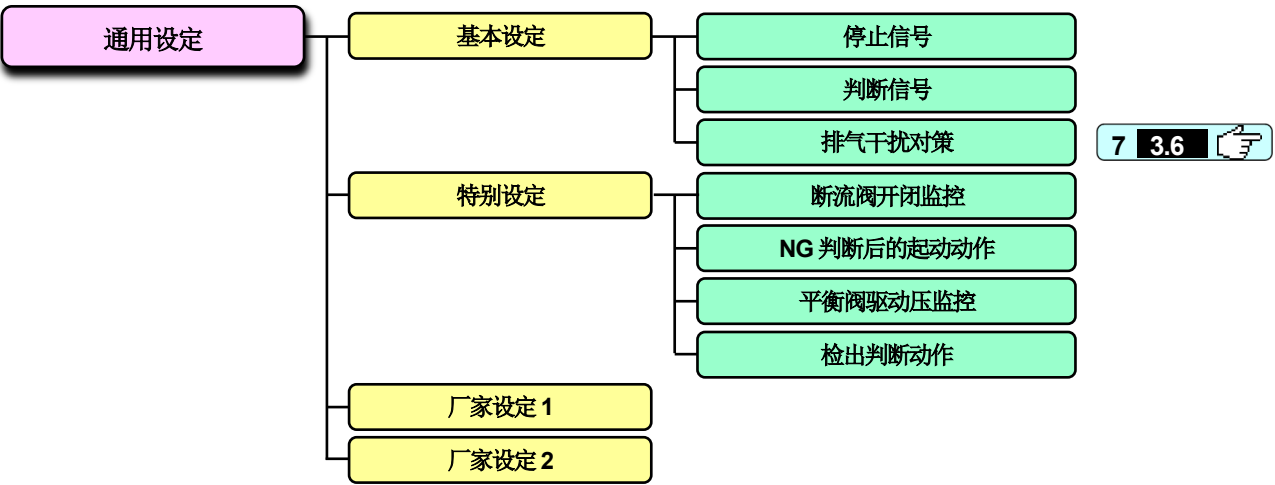 通用设定
基本设定
停止信号
判断信号
排气干扰对策
7 3.6
特别设定
断流阀开闭监控
NG 判断后的起动动作
平衡阀驱动压监控
检出判断动作
厂家设定 1
厂家设定 2